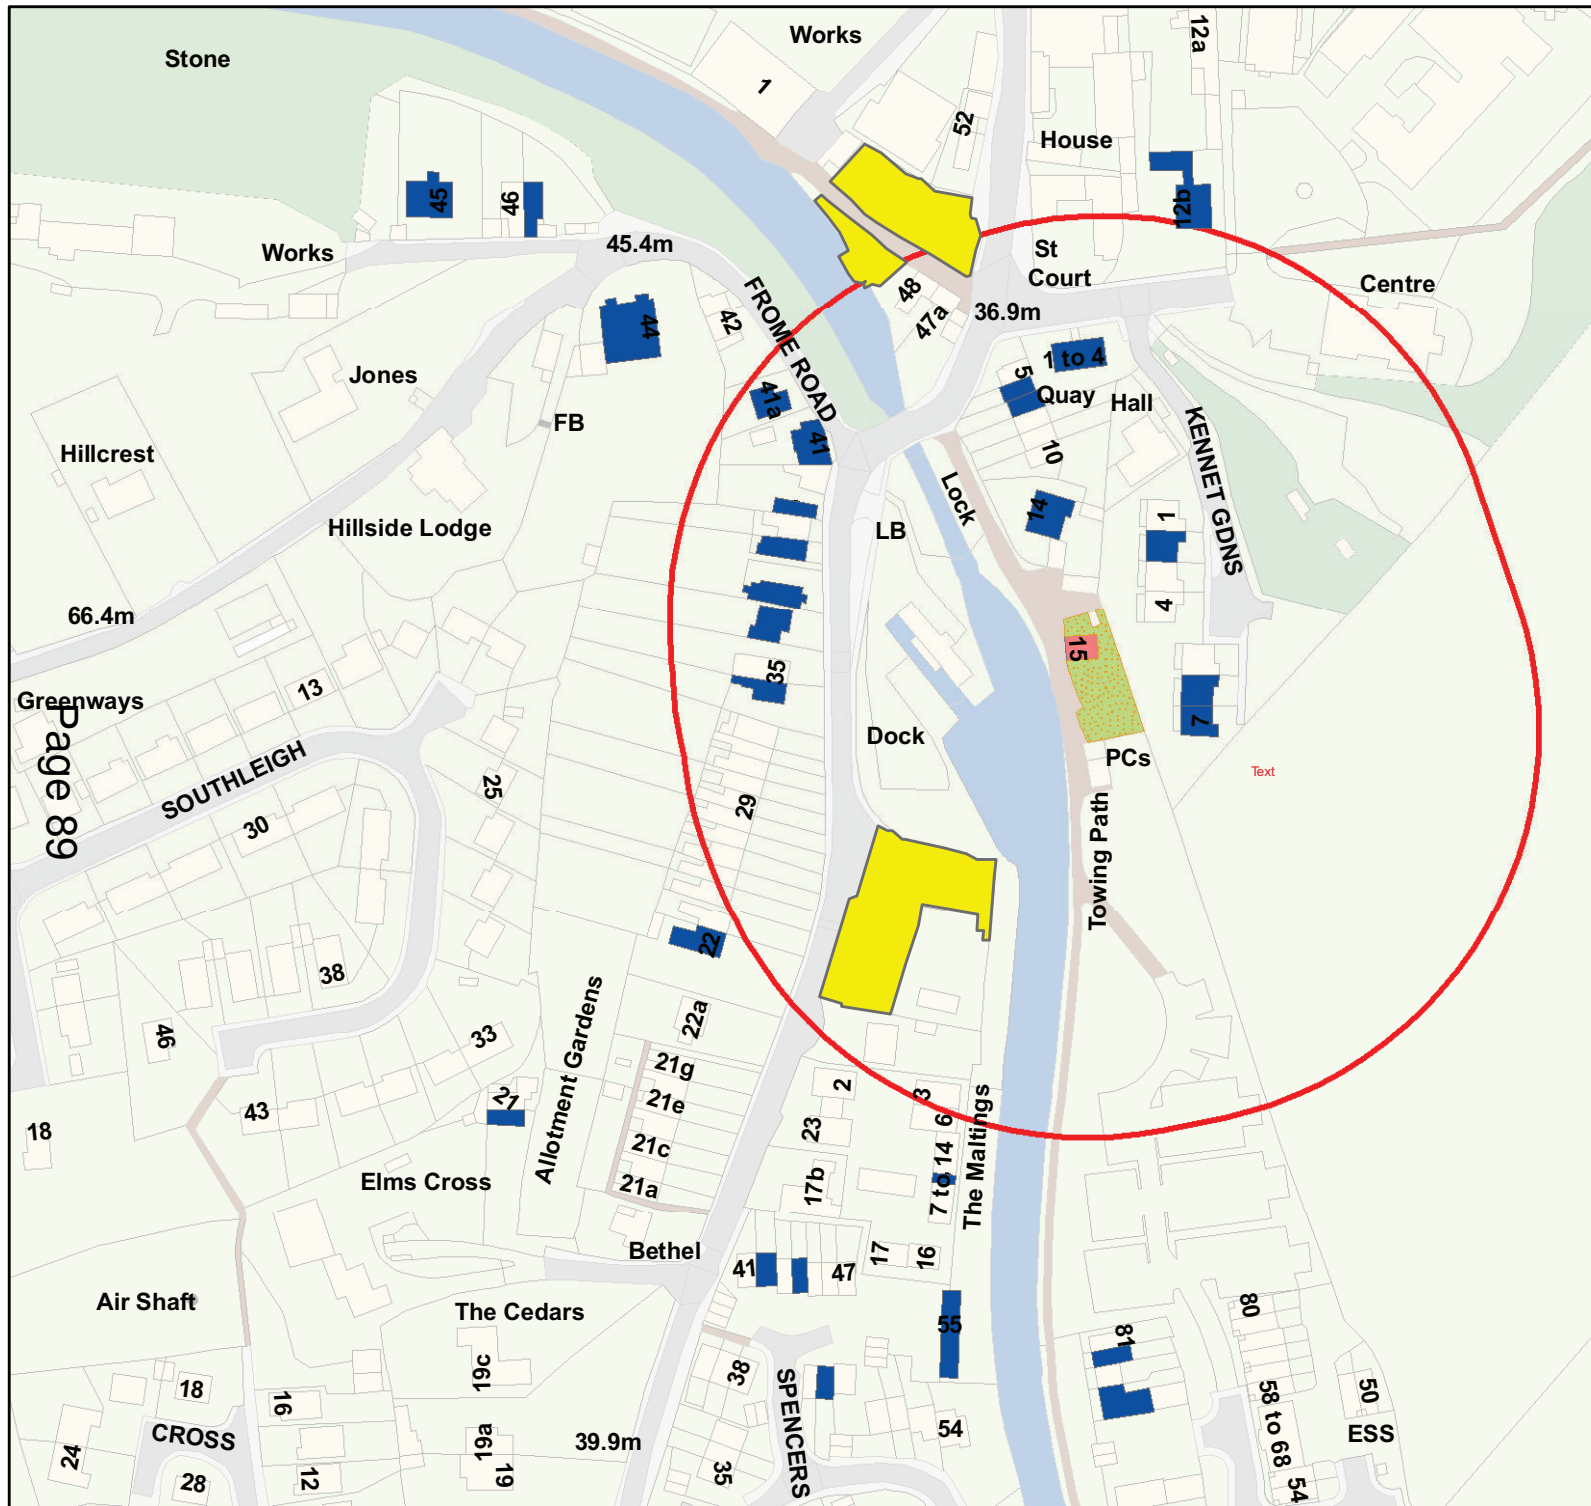 Stone
Works
12a
1
52
House
45
46
12b
Works
45.4m
St
Court
Centre
48
47a
36.9m
44
42
FROME ROAD
1 to 4
5
Quay
Hall
Jones
41a
41
FB
Hillcrest
10
KENNET GDNS
Lock
14
Hillside Lodge
LB
1
4
66.4m
15
35
13
Greenways
7
Page 89
SOUTHLEIGH
Dock
PCs
Text
25
29
30
Towing Path
22
38
22a
46
33
Allotment Gardens
21g
21e
21c
21a
2
3
6
23
21
43
18
Elms Cross
17b
7 to 14
The Maltings
Bethel
41
47
17
16
Air Shaft
The Cedars
55
80
81
19c
38
18
16
SPENCERS
50
58 to 68
CROSS
24
19a
39.9m
54
ESS
28
12
19
35
54